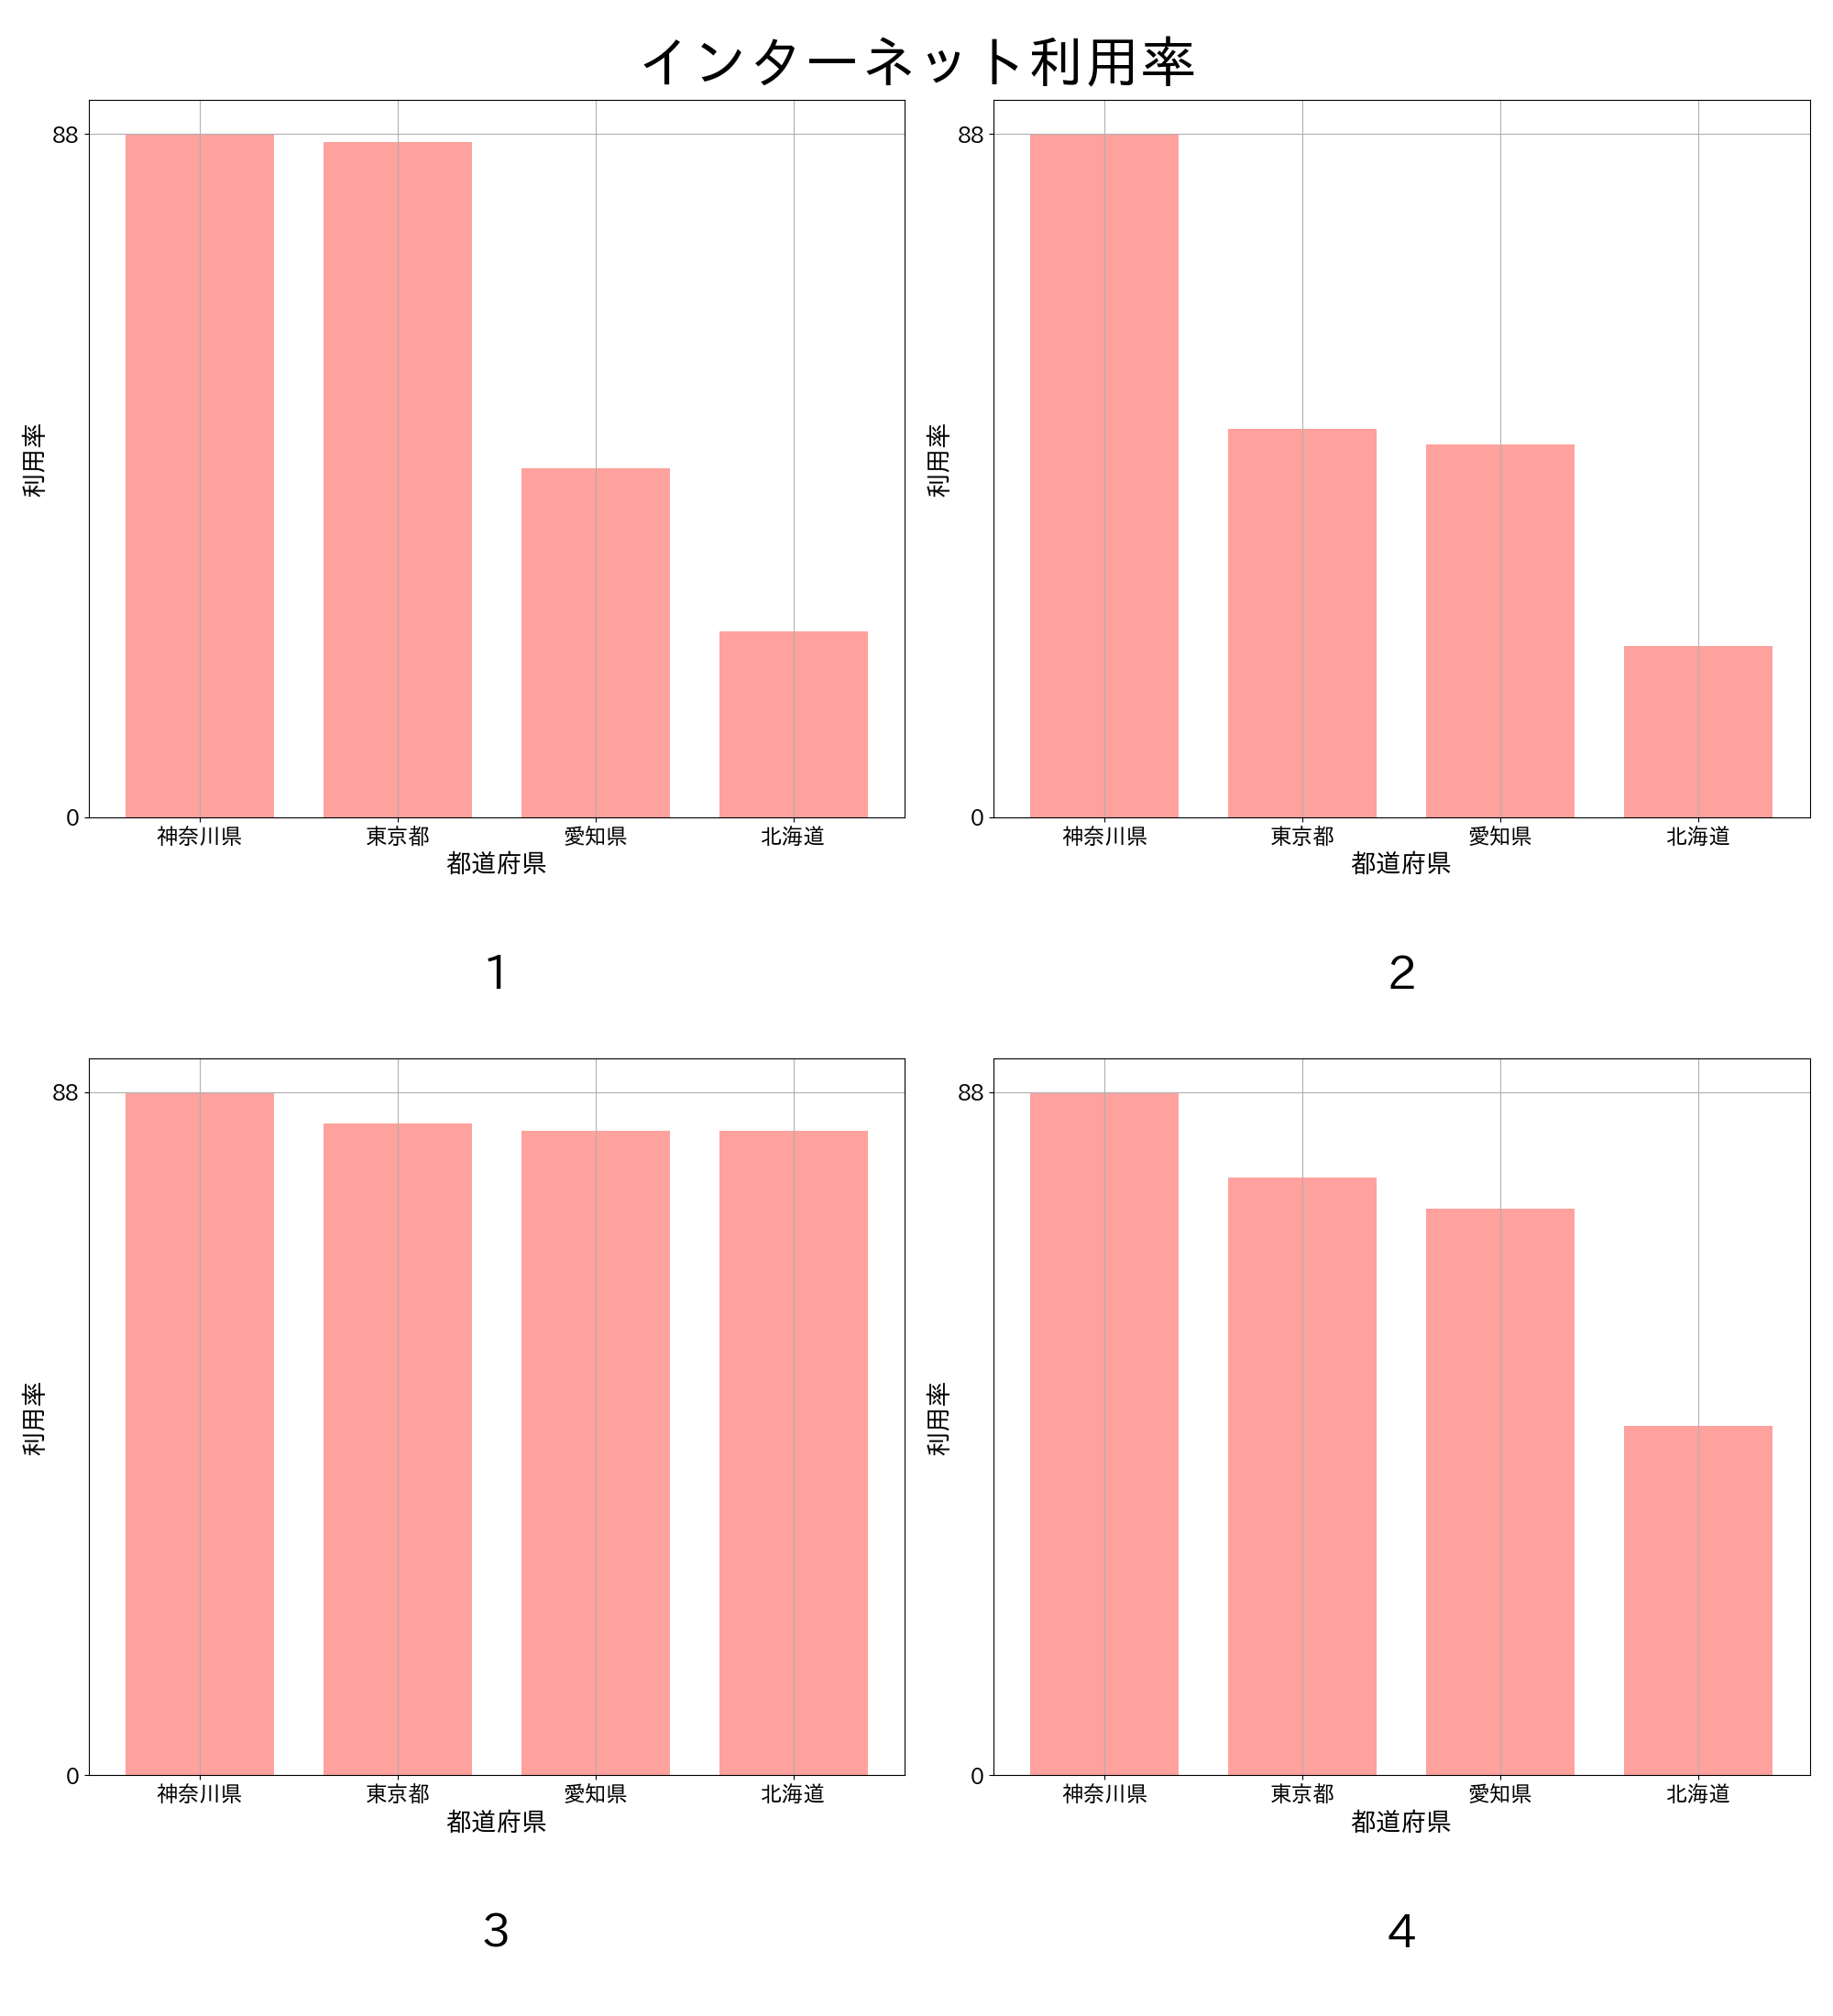 インターネット利用率
88
0
利用率
神奈川県 東京都 愛知県 北海道
都道府県
1
88
0
利用率
神奈川県 東京都 愛知県 北海道
都道府県
2
88
0
利用率
神奈川県 東京都 愛知県 北海道
都道府県
3
88
0
利用率
神奈川県 東京都 愛知県 北海道
都道府県
4